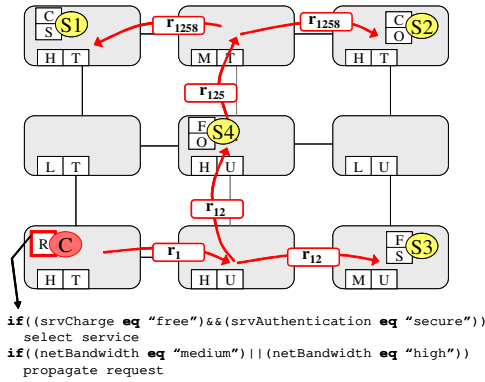 C
S
S1
r1258
r1258
C
O
S2
H T
M T
H T
r125
F
O
S4
L T
H U
L U
r12
R
C
r1
r12
F
S
S3
H T
H U
M U
if((srvCharge eq “free”)&&(srvAuthentication eq “secure”))
select service
if((netBandwidth eq “medium”)||(netBandwidth eq “high”))
propagate request